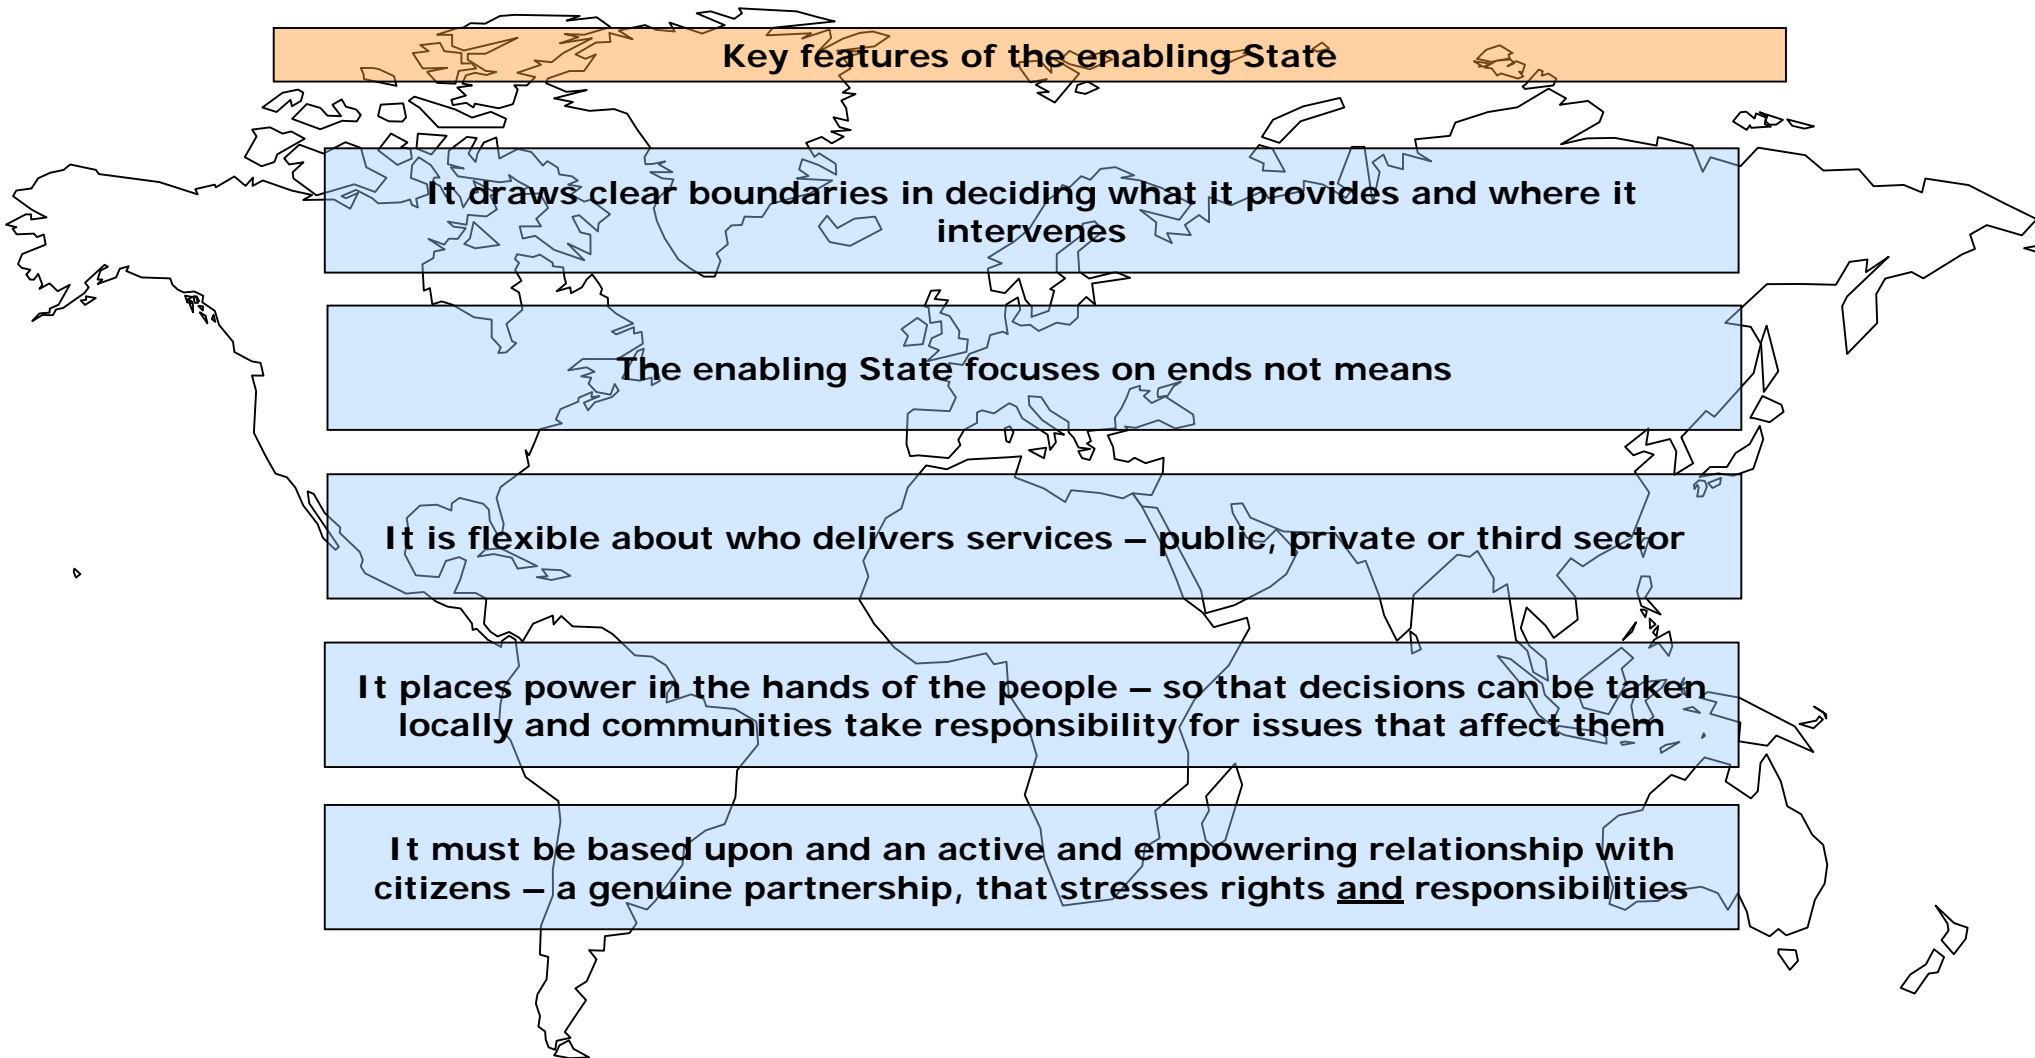 Key features of the enabling State
It draws clear boundaries in deciding what it provides and where it
intervenes
The enabling State focuses on ends not means
It is flexible about who delivers services – public, private or third sector
It places power in the hands of the people – so that decisions can be taken
locally and communities take responsibility for issues that affect them
It must be based upon and an active and empowering relationship with
citizens – a genuine partnership, that stresses rights and responsibilities